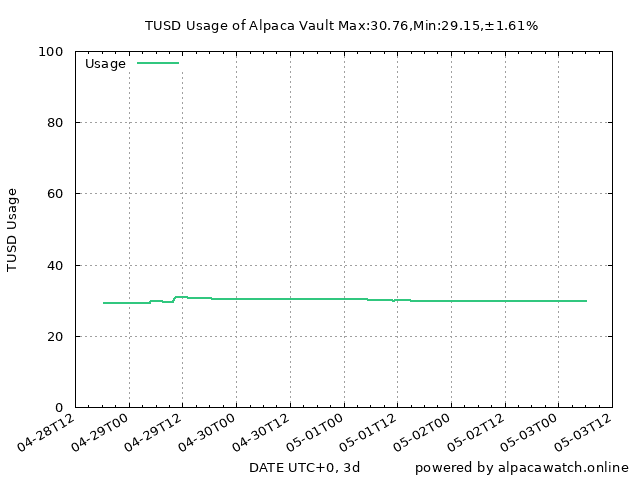 TUSD Usage of Alpaca Vault Max:30.76,Min:29.15,±1.61%
Usage
100
80
60
40
20
0
TUSD Usage
04-28T12
04-29T00
04-29T12
04-30T00
04-30T12
05-01T00
05-01T12
05-02T00
05-02T12
05-03T00
05-03T12
DATE UTC+0, 3d
powered by alpacawatch.online